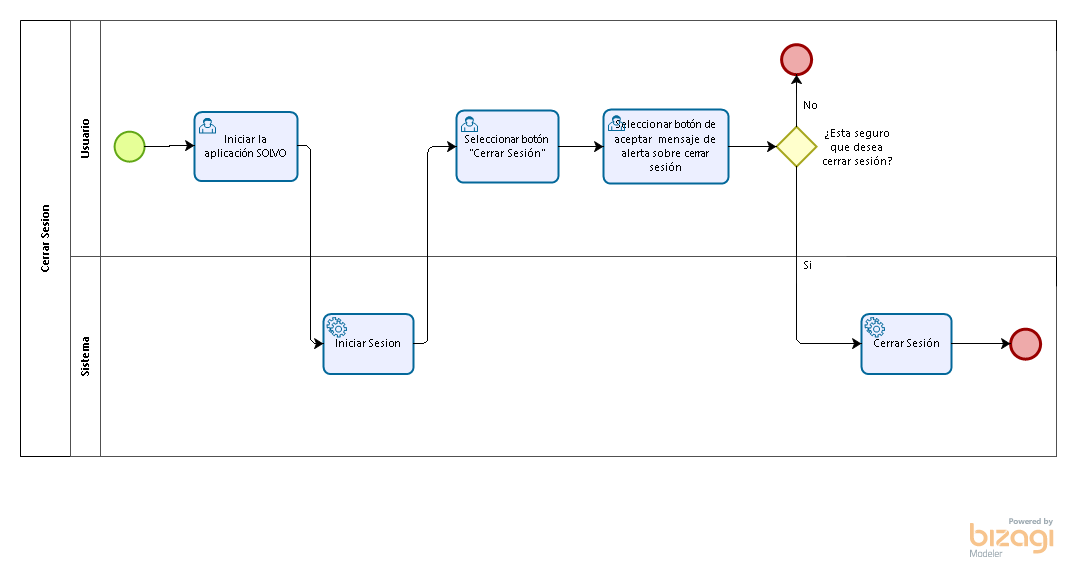 Cerrar Sesion
Usuario
Iniciar la
aplicación SOLVO
Seleccionar botón
"Cerrar Sesión"
Seleccionar botón de
aceptar mensaje de
alerta sobre cerrar
sesión
No
¿Esta seguro
que desea
cerrar sesión?
Si
Sistema
Iniciar Sesion
Cerrar Sesión
Powered by
bizagi
Modeler